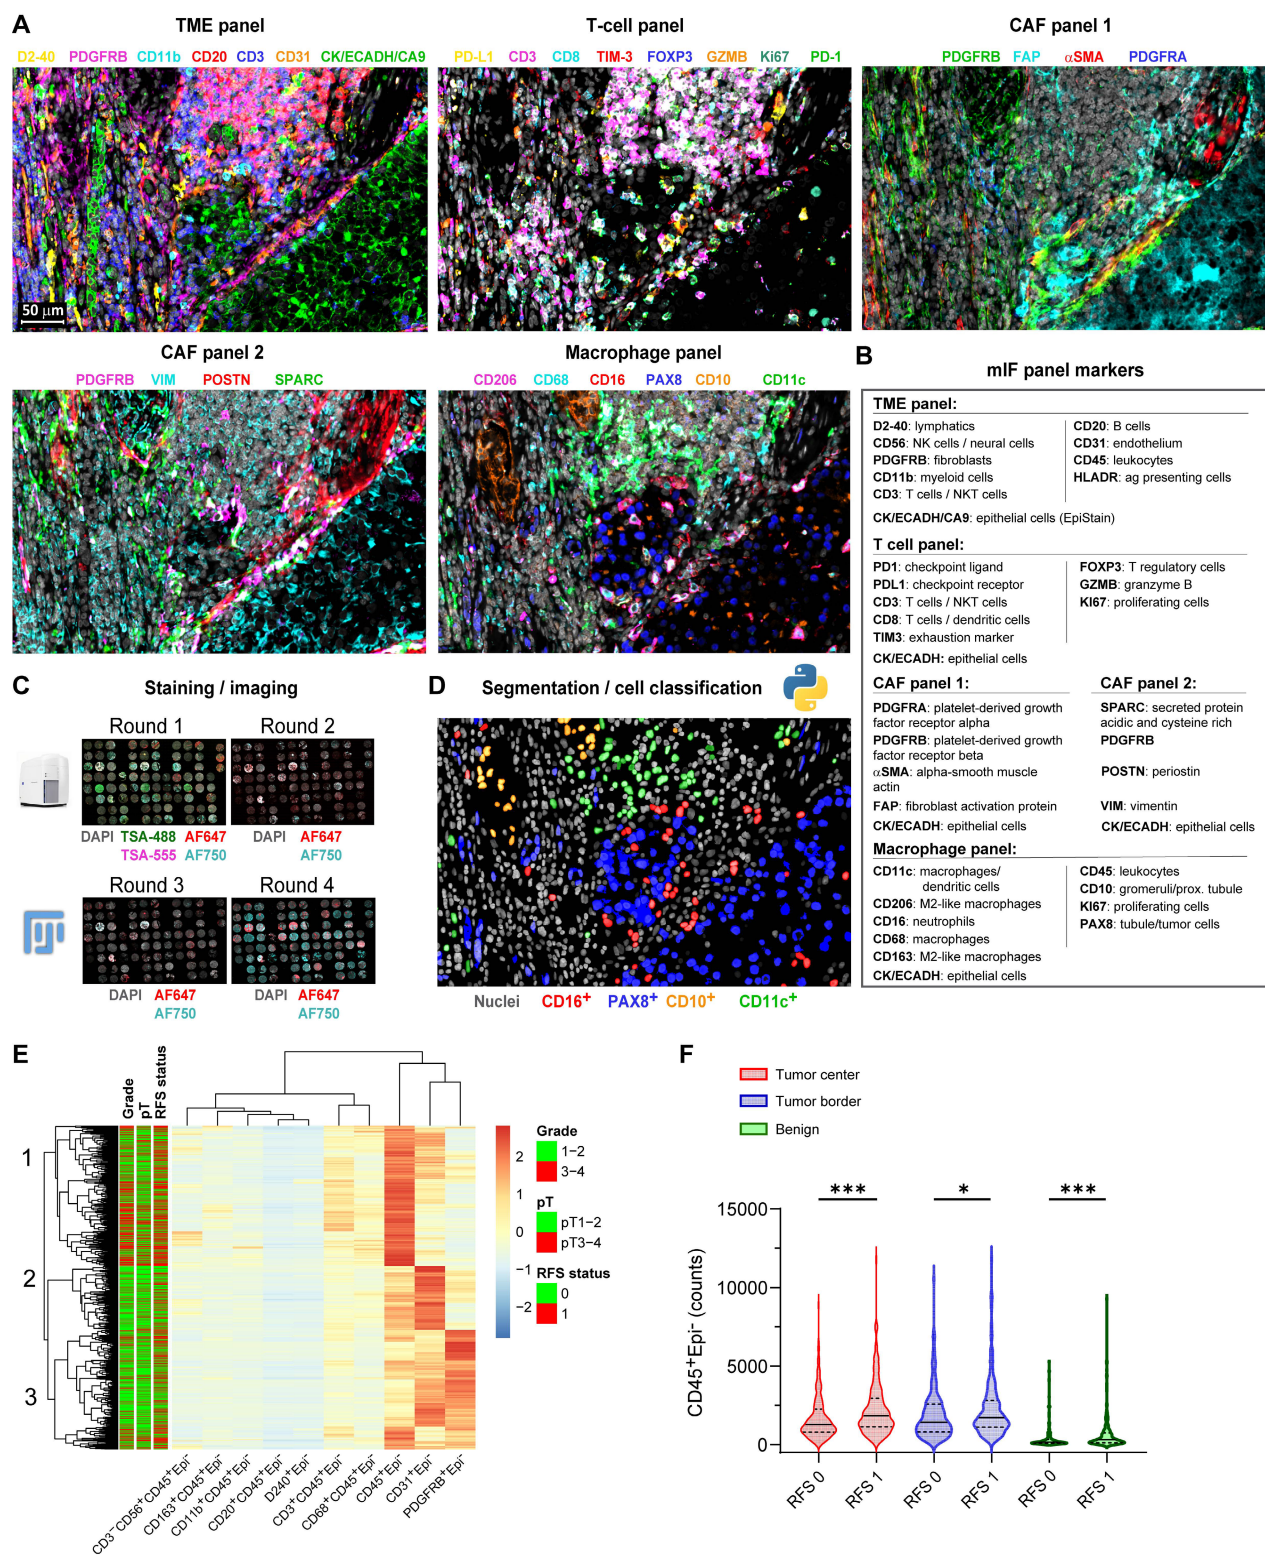 A
TME panel
D2-40 PDGFRB CD11b CD20 CD3 CD31 CK/ECADH/CA9
50 μm
T-cell panel
PD-L1 CD3 CD8 TIM-3 FOXP3 GZMB Ki67 PD-1
CAF panel 1
PDGFRB FAP αSMA PDGFRA
CAF panel 2
PDGFRB VIM POSTN SPARC
Macrophage panel
CD206 CD68 CD16 PAX8 CD10 CD11c
B
mIF panel markers
TME panel:
D2-40: lymphatics
CD56: NK cells / neural cells
PDGFRB: fibroblasts
CD11b: myeloid cells
CD3: T cells / NKT cells
CD20: B cells
CD31: endothelium
CD45: leukocytes
HLADR: ag presenting cells
CK/ECADH/CA9: epithelial cells (EpiStain)
T cell panel:
PD1: checkpoint ligand
PDL1: checkpoint receptor
CD3: T cells / NKT cells
CD8: T cells / dendritic cells
TIM3: exhaustion marker
FOXP3: T regulatory cells
GZMB: granzyme B
KI67: proliferating cells
CK/ECADH: epithelial cells
CAF panel 1:
PDGFRA: platelet-derived growth
factor receptor alpha
PDGFRB: platelet-derived growth
factor receptor beta
αSMA: alpha-smooth muscle
actin
FAP: fibroblast activation protein
CK/ECADH: epithelial cells
CAF panel 2:
SPARC: secreted protein
acidic and cysteine rich
PDGFRB
POSTN: periostin
VIM: vimentin
CK/ECADH: epithelial cells
Macrophage panel:
CD11c: macrophages/
dendritic cells
CD206: M2-like macrophages
CD16: neutrophils
CD68: macrophages
CD163: M2-like macrophages
CK/ECADH: epithelial cells
CD45: leukocytes
CD10: gromeruli/prox. tubule
KI67: proliferating cells
PAX8: tubule/tumor cells
C
Staining / imaging
Round 1
DAPI TSA-488 AF647
TSA-555 AF750
Round 2
DAPI AF647
AF750
Round 3
DAPI AF647
AF750
Round 4
DAPI AF647
AF750
D
Segmentation / cell classification
Nuclei CD16⁺ PAX8⁺ CD10⁺ CD11c⁺
E
Grade
pT
RFS status
1
2
3
CD3⁻CD56⁺CD45⁺Epi⁻
CD163⁺CD45⁺Epi⁻
CD11b⁺CD45⁺Epi⁻
CD20⁺CD45⁺Epi⁻
D240⁺Epi⁻
CD3⁺CD45⁺Epi⁻
CD68⁺CD45⁺Epi⁻
CD45⁺Epi⁻
CD31⁺Epi⁻
PDGFRB⁺Epi⁻
2
1
0
−1
−2
Grade
1−2
3−4
pT
pT1−2
pT3−4
RFS status
0
1
F
Tumor center
Tumor border
Benign
CD45⁺Epi⁻ (counts)
15000
10000
5000
0
***
*
***
RFS 0
RFS 1
RFS 0
RFS 1
RFS 0
RFS 1